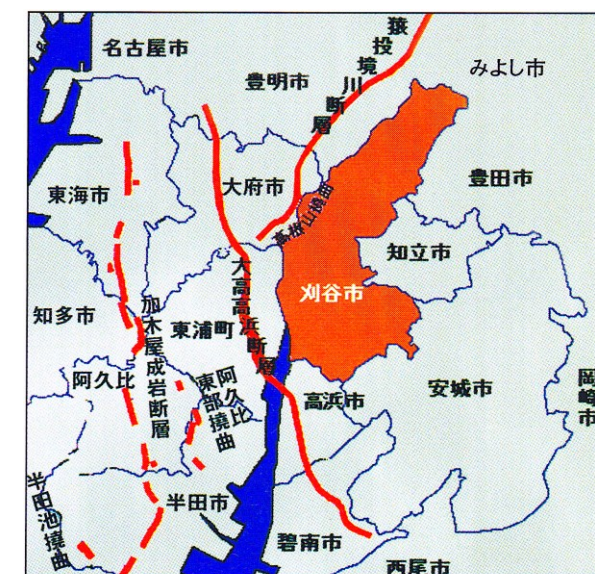 名古屋市
豊明市
猿投境川断層
みよし市
東海市
大府市
高根山撓曲
豊田市
知立市
刈谷市
大高高浜断層
知多市
加木屋成岩断層
東浦町
阿久比
阿久比東部撓曲
高浜市
安城市
岡崎市
半田池撓曲
半田市
碧南市
西尾市